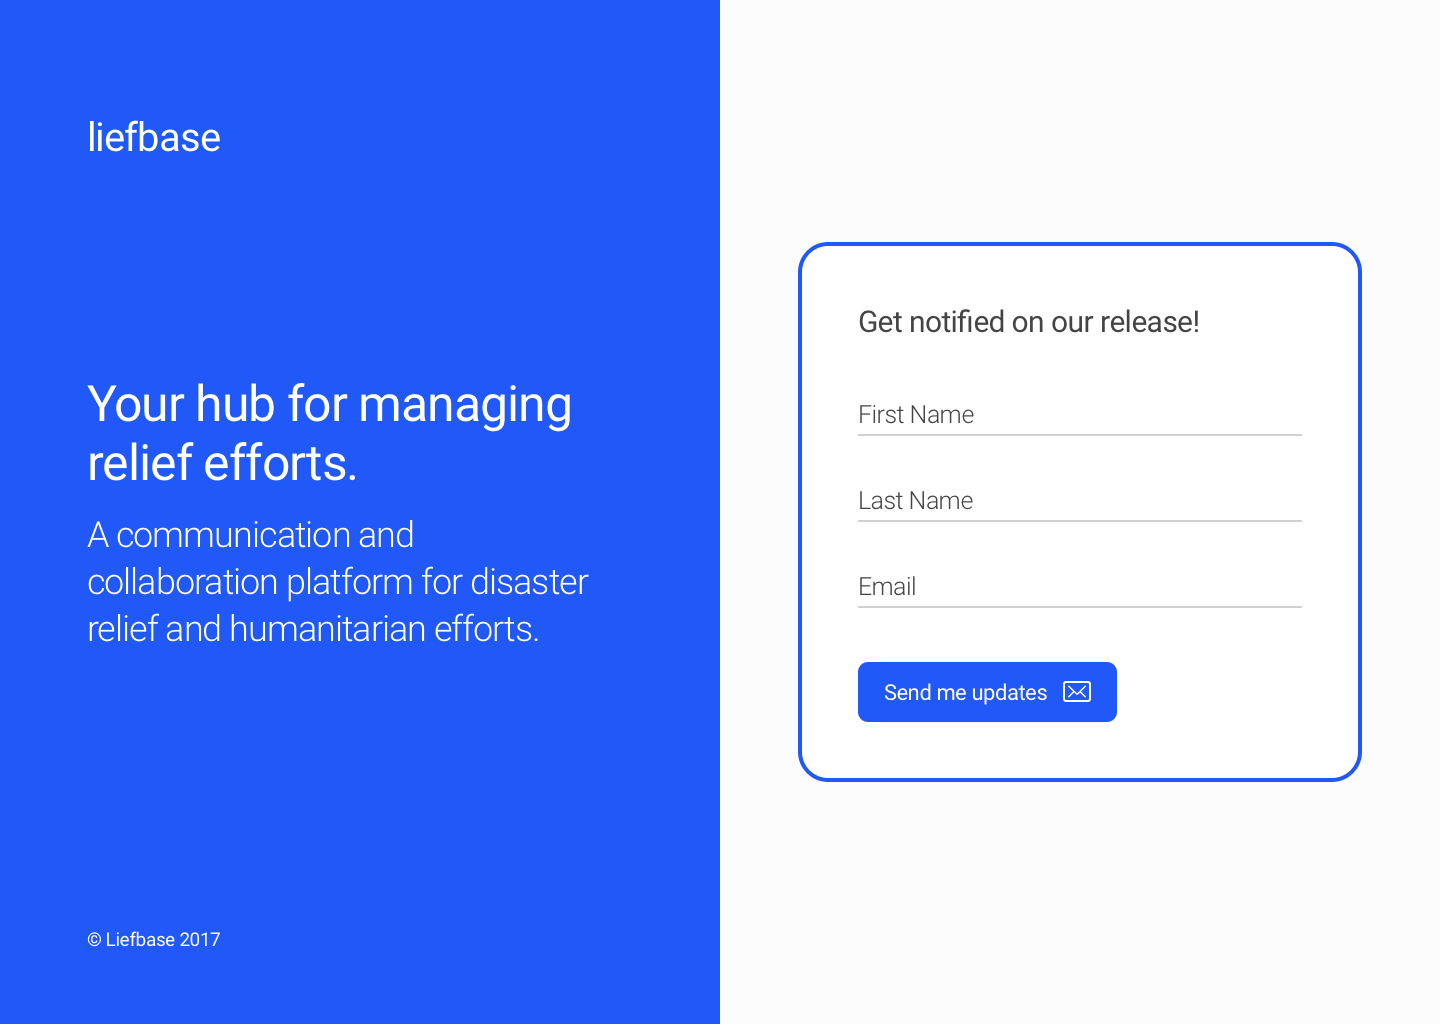 liefbase
Your hub for managing
relief efforts.
A communication and
collaboration platform for disaster
relief and humanitarian efforts.
© Liefbase 2017
Get notified on our release!
First Name
Last Name
Email
Send me updates